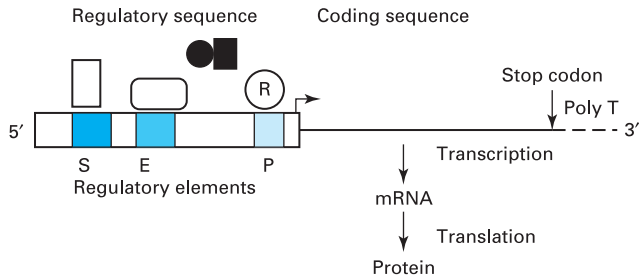 Regulatory sequence
Coding sequence
R
Stop codon
Poly T
5′
3′
S
E
P
Transcription
Regulatory elements
mRNA
Translation
Protein